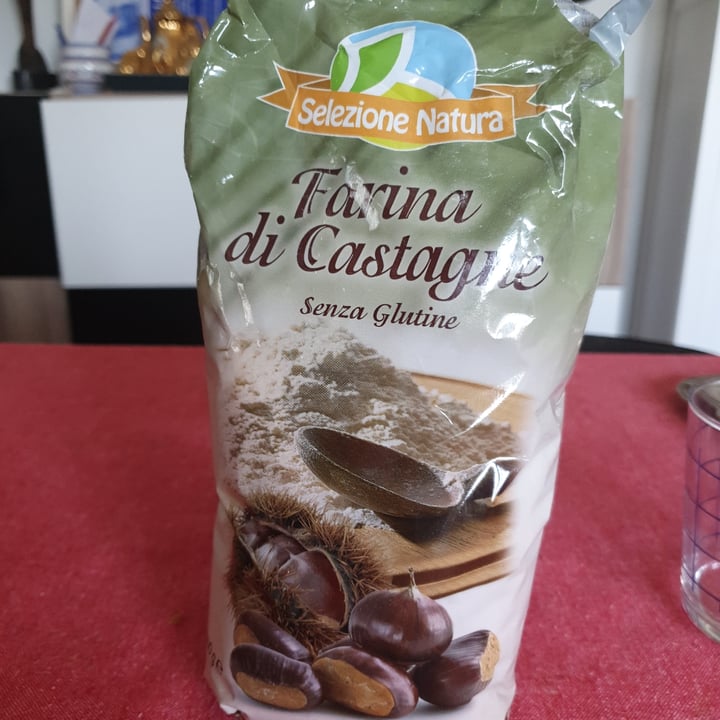 Selezione Natura
Farina
di Castagne
Senza Glutine